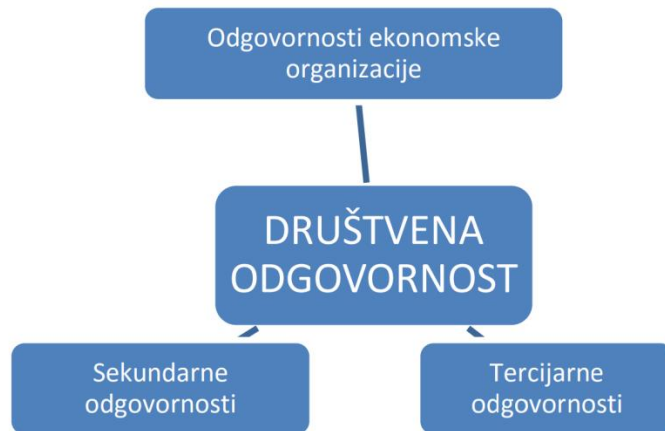 Odgovornosti ekonomske
organizacije
DRUŠTVENA
ODGOVORNOST
Sekundarne
odgovornosti
Tercijarne
odgovornosti